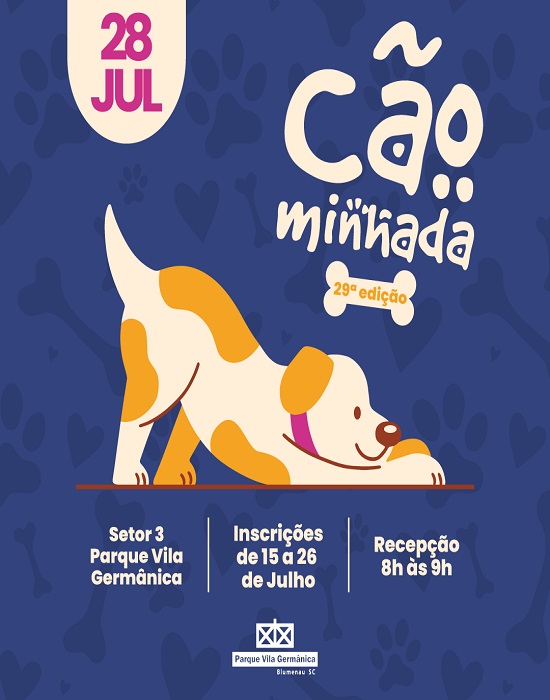 28
JUL
Cão
minhada
29ª edição
Setor 3
Parque Vila
Germânica
Inscrições
de 15 a 26
de Julho
Recepção
8h às 9h
Parque Vila Germânica
Blumenau SC